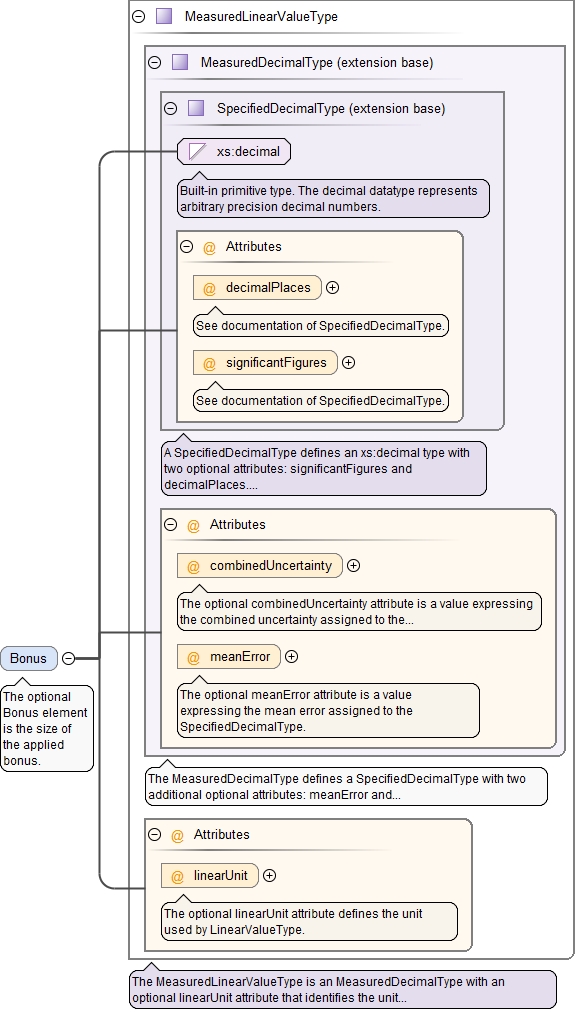 MeasuredLinearValueType
MeasuredDecimalType (extension base)
SpecifiedDecimalType (extension base)
xs:decimal
Built-in primitive type. The decimal datatype represents
arbitrary precision decimal numbers.
@ Attributes
@ decimalPlaces
See documentation of SpecifiedDecimalType.
@ significantFigures
See documentation of SpecifiedDecimalType.
A SpecifiedDecimalType defines an xs:decimal type with
two optional attributes: significantFigures and
decimalPlaces....
@ Attributes
@ combinedUncertainty
The optional combinedUncertainty attribute is a value expressing
the combined uncertainty assigned to the...
@ meanError
The optional meanError attribute is a value
expressing the mean error assigned to the
SpecifiedDecimalType.
Bonus
The optional
Bonus element
is the size of
the applied
bonus.
The MeasuredDecimalType defines a SpecifiedDecimalType with two
additional optional attributes: meanError and...
@ Attributes
@ linearUnit
The optional linearUnit attribute defines the unit
used by LinearValueType.
The MeasuredLinearValueType is an MeasuredDecimalType with an
optional linearUnit attribute that identifies the unit...